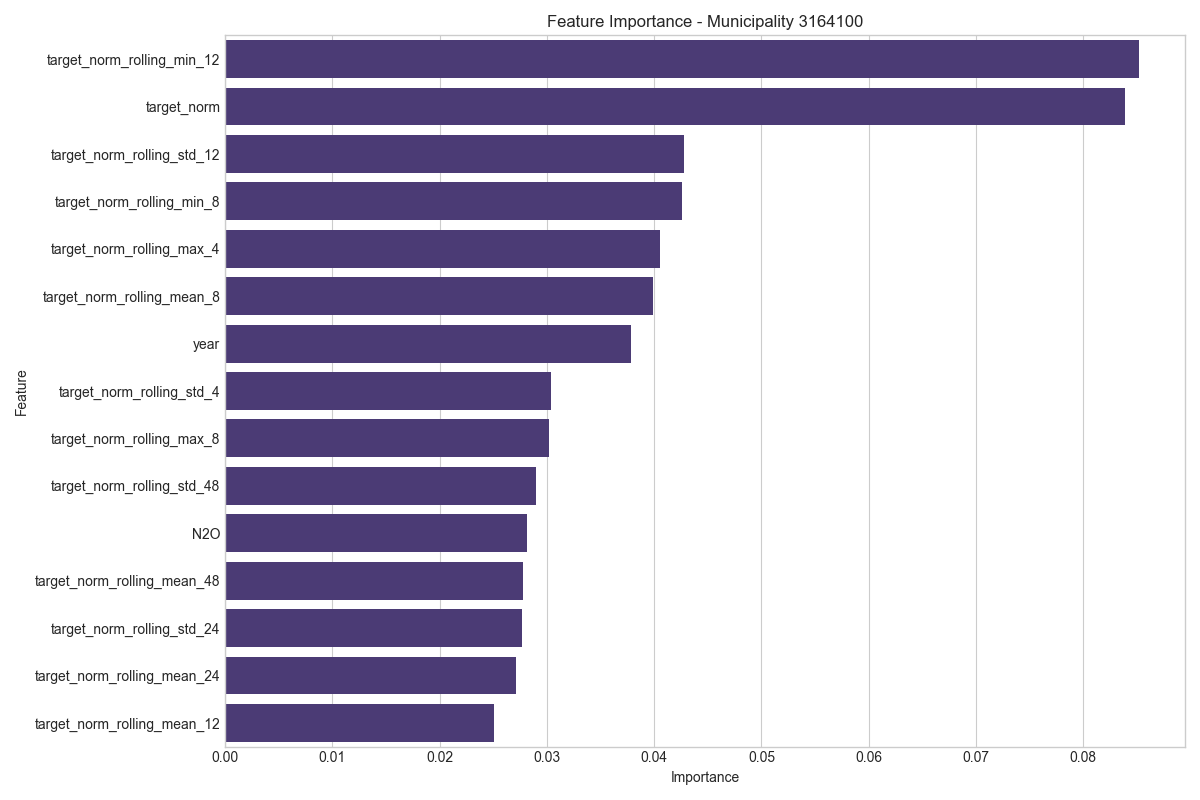 Feature Importance - Municipality 3164100
target_norm_rolling_min_12
target_norm
target_norm_rolling_std_12
target_norm_rolling_min_8
target_norm_rolling_max_4
target_norm_rolling_mean_8
year
target_norm_rolling_std_4
target_norm_rolling_max_8
target_norm_rolling_std_48
N2O
target_norm_rolling_mean_48
target_norm_rolling_std_24
target_norm_rolling_mean_24
target_norm_rolling_mean_12
Feature
0.00 0.01 0.02 0.03 0.04 0.05 0.06 0.07 0.08
Importance